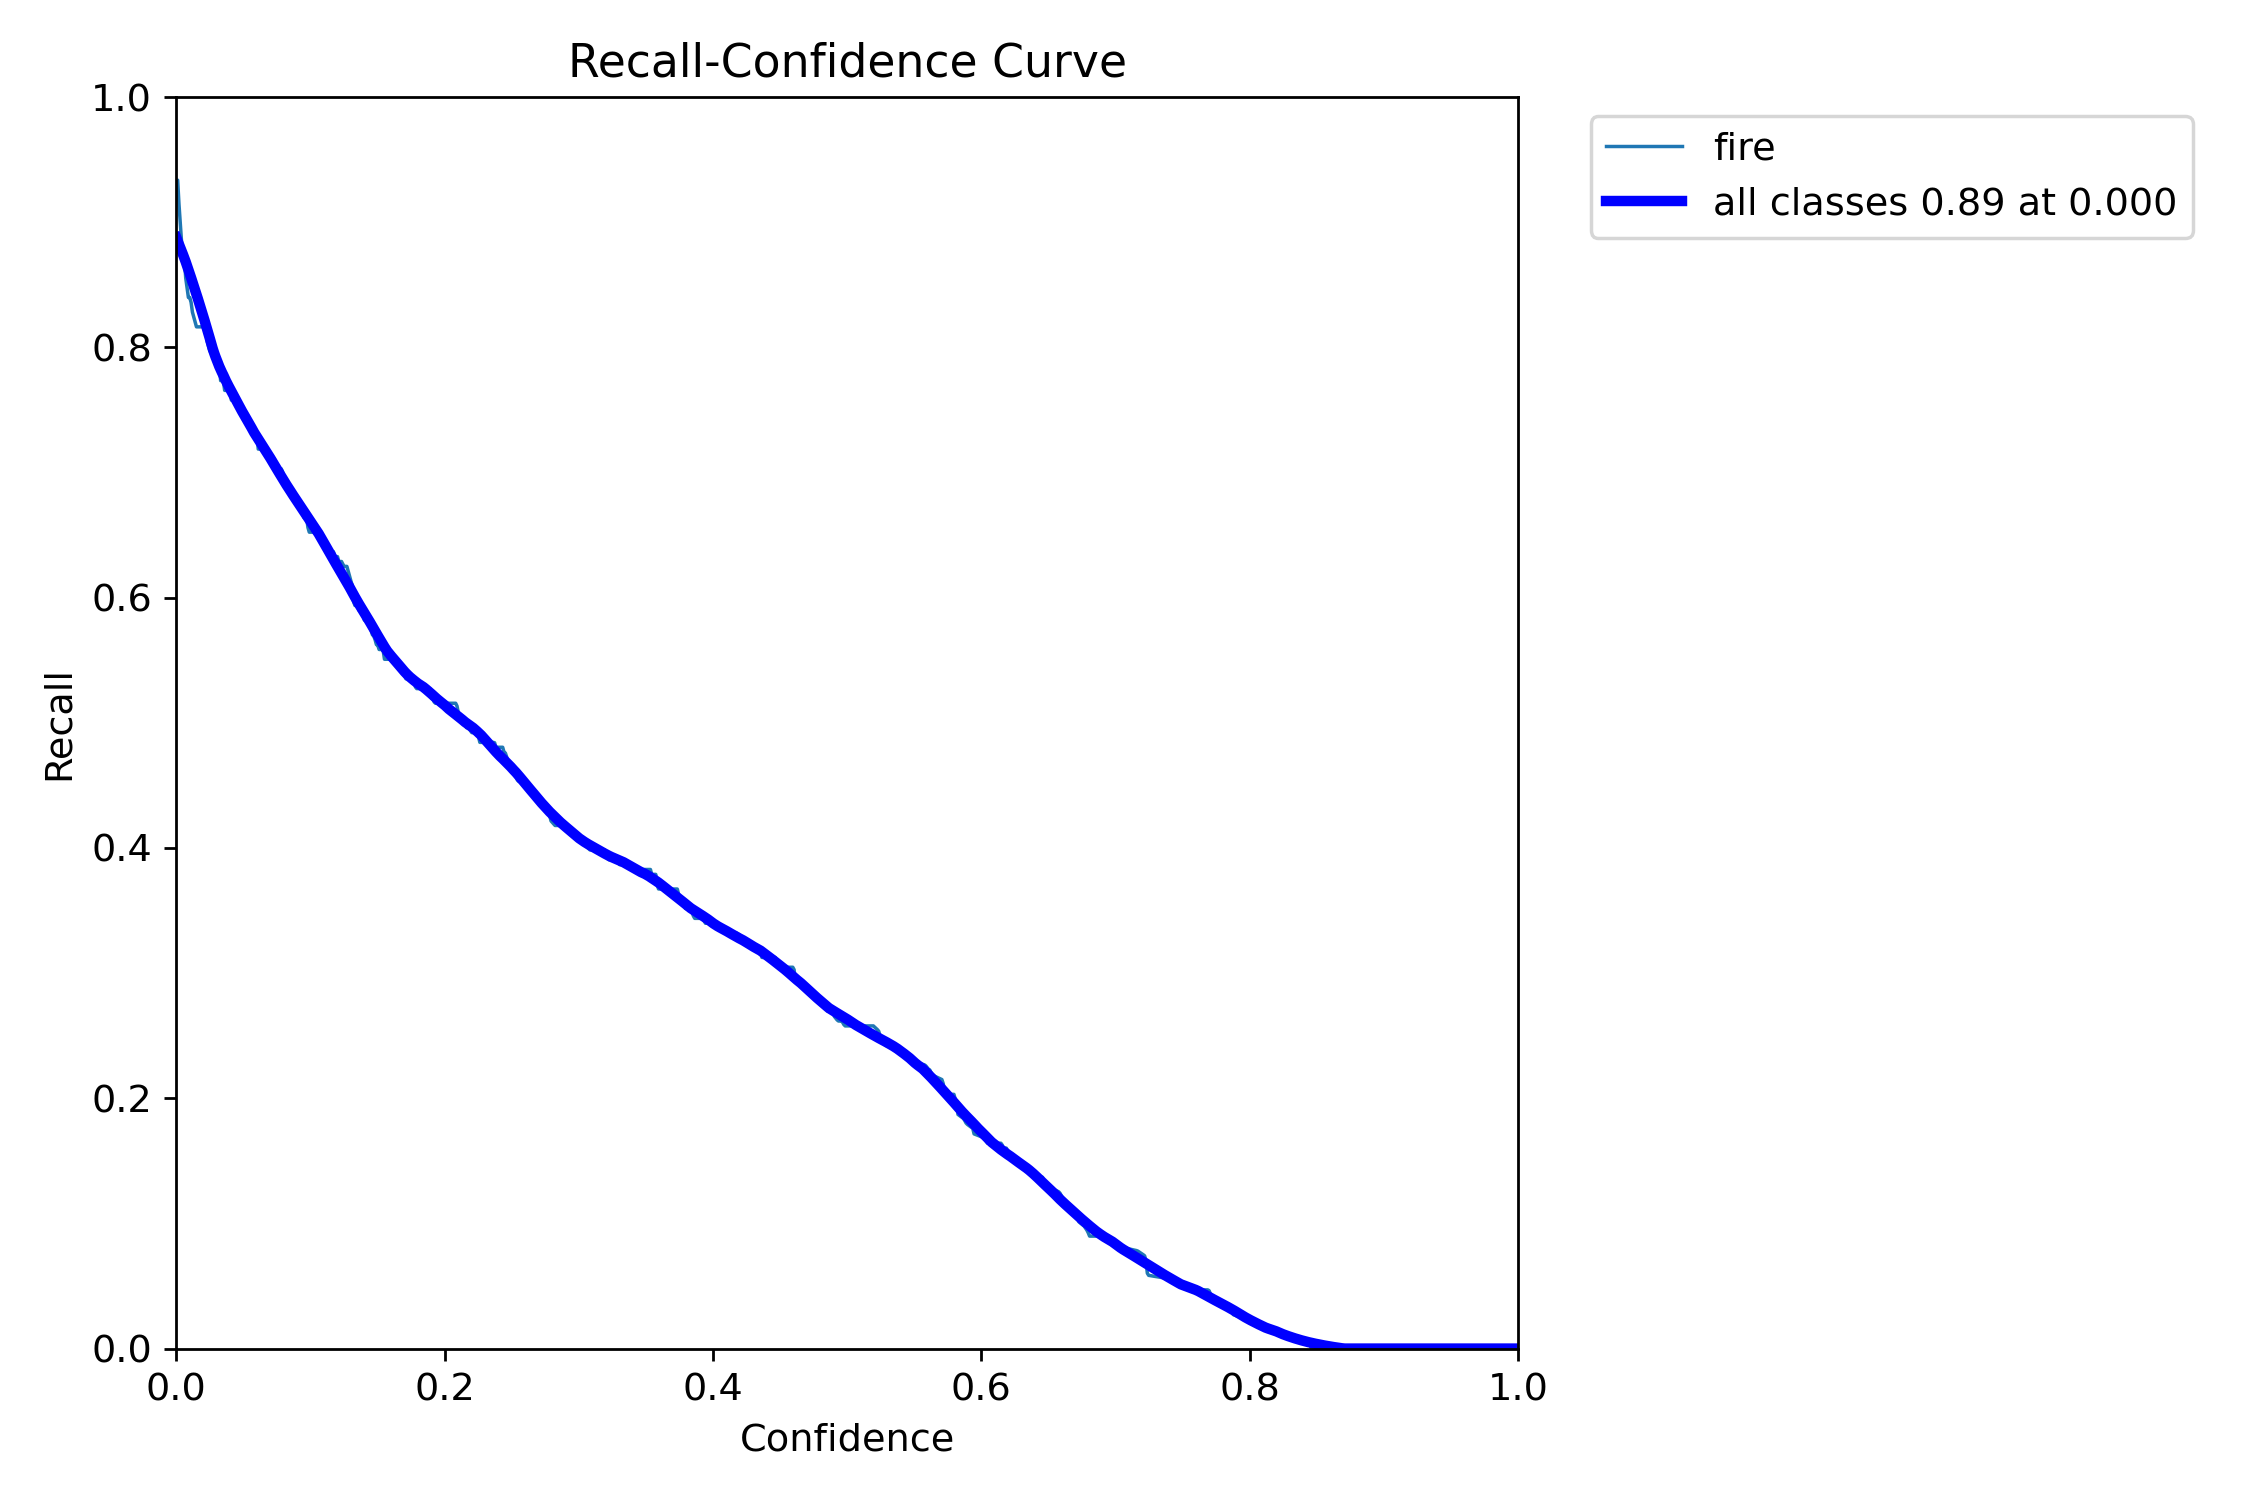 Recall-Confidence Curve
1.0
0.8
0.6
0.4
0.2
0.0
Recall
0.0 0.2 0.4 0.6 0.8 1.0
Confidence
fire
all classes 0.89 at 0.000